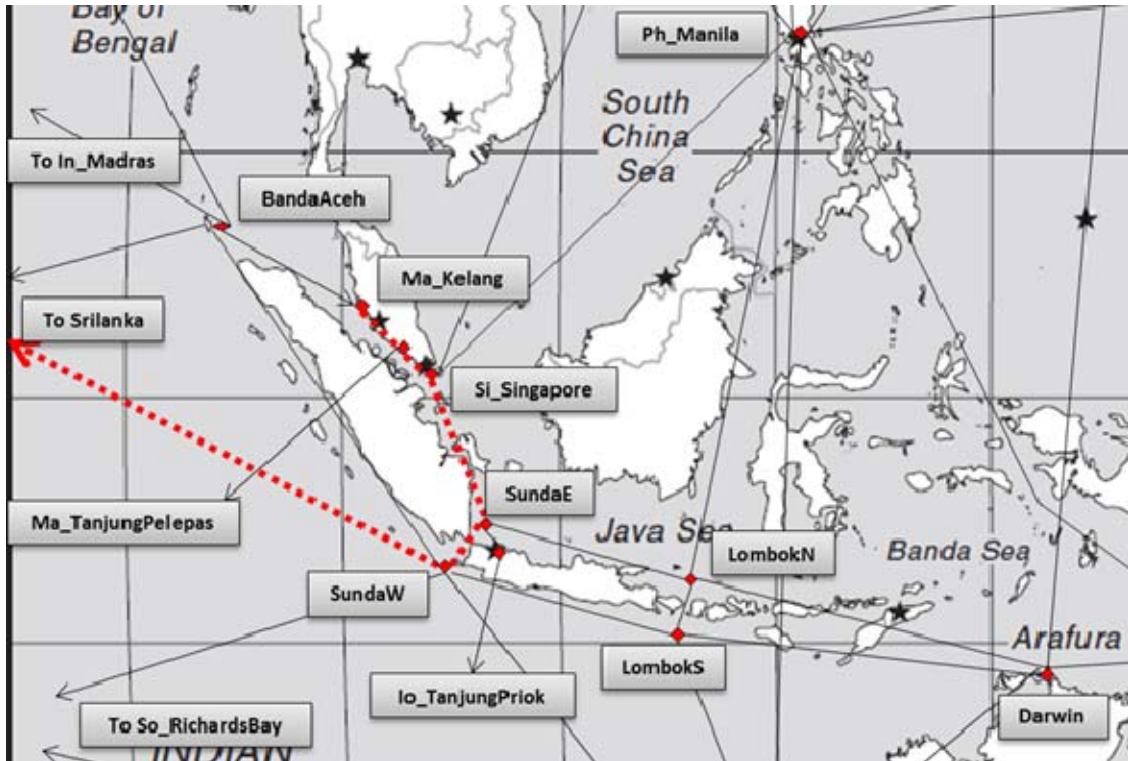 Bay of
Bengal
Ph_Manila
South
China
Sea
To In_Madras
BandaAceh
Ma_Kelang
To Srilanka
Si_Singapore
SundaE
Ma_TanjungPelepas
Java Sea
LombokN
Banda Sea
SundaW
Arafura
LombokS
Io_TanjungPriok
To So_RichardsBay
Darwin
INDIAN